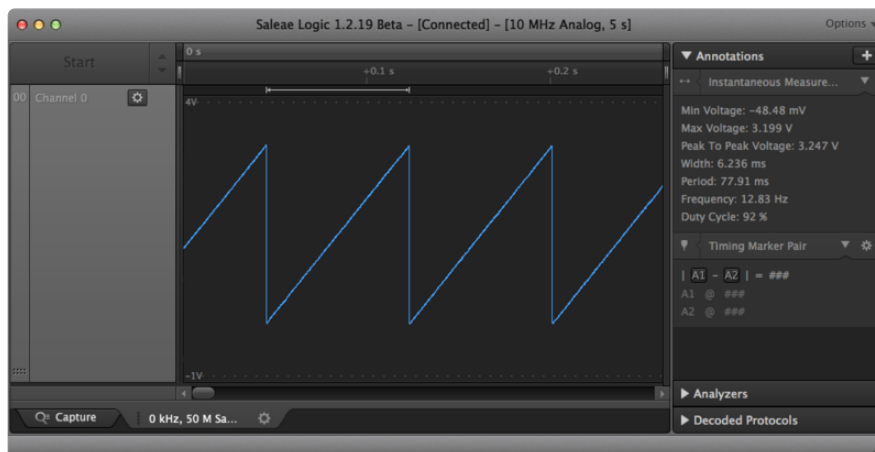 Saleae Logic 1.2.19 Beta – [Connected] – [10 MHz Analog, 5 s]
Options
Start
0 s
+0.1 s
+0.2 s
00 Channel 0
4V
-1V
Annotations
Instantaneous Measure...
Min Voltage: -48.48 mV
Max Voltage: 3.199 V
Peak To Peak Voltage: 3.247 V
Width: 6.236 ms
Period: 77.91 ms
Frequency: 12.83 Hz
Duty Cycle: 92 %
Timing Marker Pair
| A1 - A2 | = ###
A1 @ ###
A2 @ ###
Analyzers
Decoded Protocols
Capture
0 kHz, 50 M Sa...